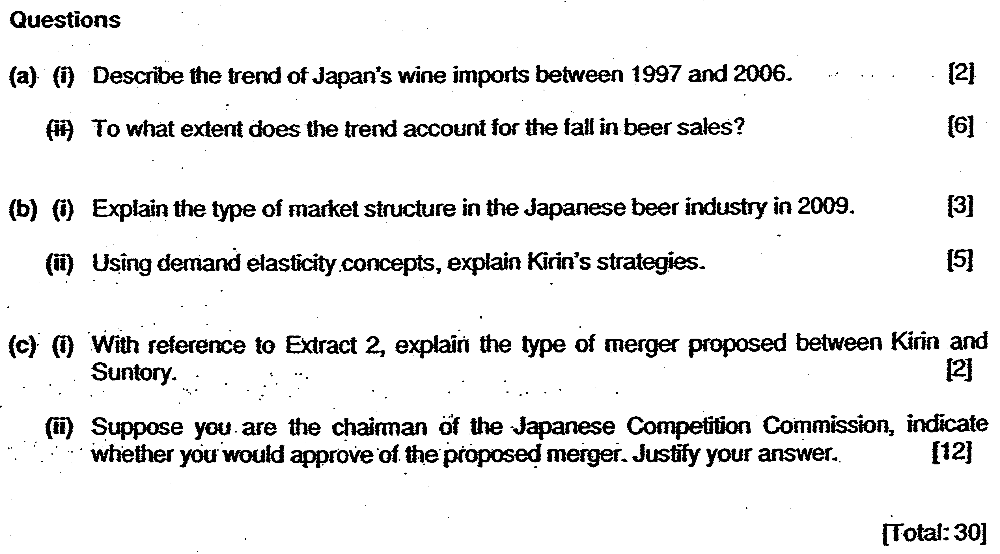 Questions
(a) (i) Describe the trend of Japan's wine imports between 1997 and 2006. [2]
(ii) To what extent does the trend account for the fall in beer sales? [6]
(b) (i) Explain the type of market structure in the Japanese beer industry in 2009. [3]
(ii) Using demand elasticity concepts, explain Kirin's strategies. [5]
(c) (i) With reference to Extract 2, explain the type of merger proposed between Kirin and
Suntory. [2]
(ii) Suppose you are the chairman of the Japanese Competition Commission, indicate
whether you would approve of the proposed merger. Justify your answer. [12]
[Total: 30]